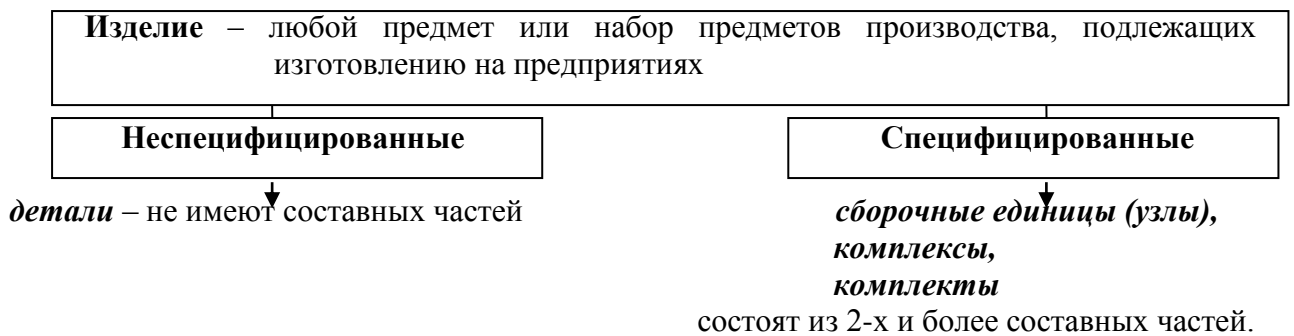 Изделие – любой предмет или набор предметов производства, подлежащих
изготовлению на предприятиях
Неспецифицированные
Специфицированные
детали – не имеют составных частей
сборочные единицы (узлы),
комплексы,
комплекты
состоят из 2-х и более составных частей.